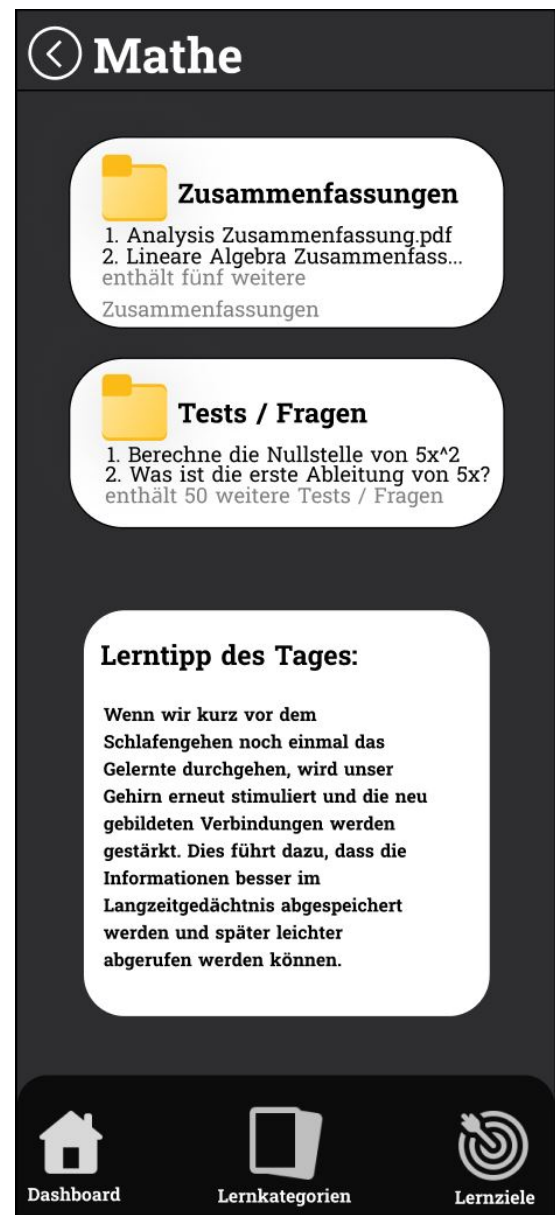 Mathe
Zusammenfassungen
1. Analysis Zusammenfassung.pdf
2. Lineare Algebra Zusammenfass...
enthält fünf weitere
Zusammenfassungen
Tests / Fragen
1. Berechne die Nullstelle von 5x^2
2. Was ist die erste Ableitung von 5x?
enthält 50 weitere Tests / Fragen
Lerntipp des Tages:
Wenn wir kurz vor dem
Schlafengehen noch einmal das
Gelernte durchgehen, wird unser
Gehirn erneut stimuliert und die neu
gebildeten Verbindungen werden
gestärkt. Dies führt dazu, dass die
Informationen besser im
Langzeitgedächtnis abgespeichert
werden und später leichter
abgerufen werden können.
Dashboard
Lernkategorien
Lernziele